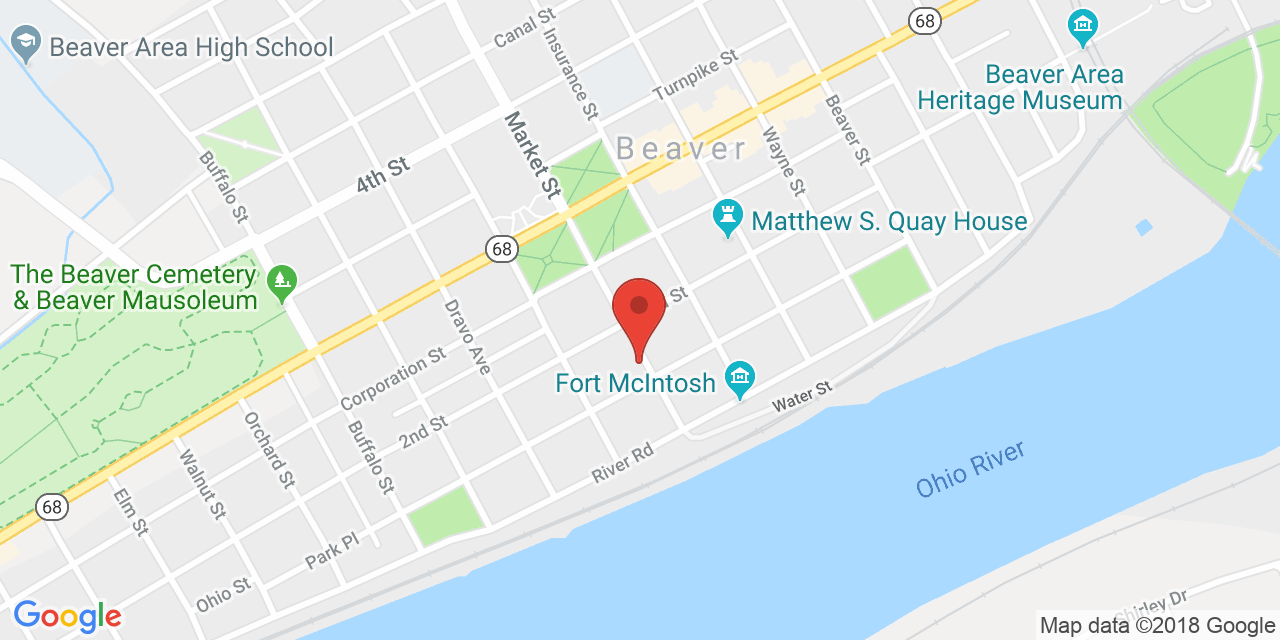 Beaver Area High School
Canal St
Insurance St
Turnpike St
68
Beaver Area
Heritage Museum
Buffalo St
4th St
Market St
Beaver
Wayne St
Beaver St
Matthew S. Quay House
68
The Beaver Cemetery
& Beaver Mausoleum
St
Dravo Ave
Fort McIntosh
Water St
Corporation St
2nd St
Orchard St
Buffalo St
Walnut St
River Rd
Ohio River
68
Elm St
Park Pl
Ohio St
Google
Shirley Dr
Map data ©2018 Google